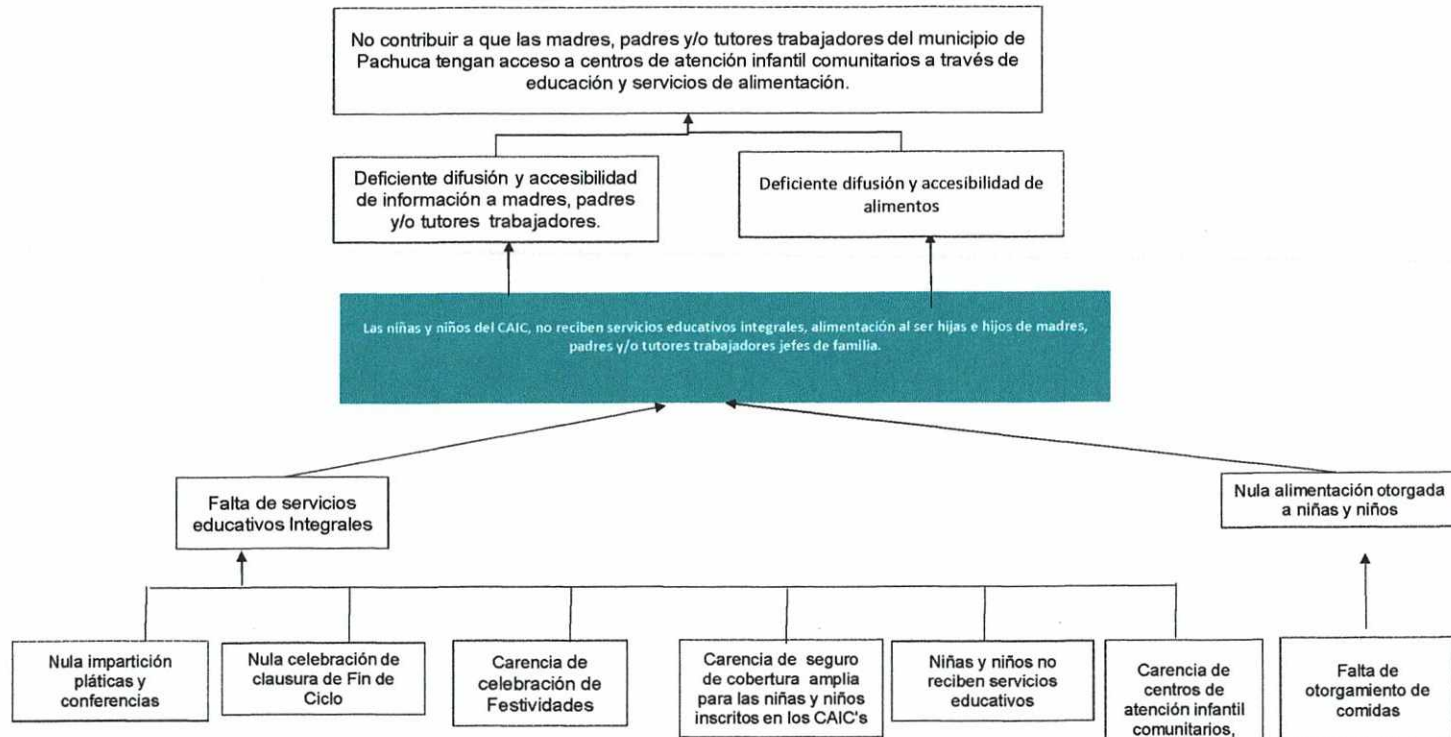 No contribuir a que las madres, padres y/o tutores trabajadores del municipio de
Pachuca tengan acceso a centros de atención infantil comunitarios a través de
educación y servicios de alimentación.
Deficiente difusión y accesibilidad
de información a madres, padres
y/o tutores trabajadores.
Deficiente difusión y accesibilidad de
alimentos
Las niñas y niños del CAIC, no reciben servicios educativos integrales, alimentación al ser hijas e hijos de madres,
padres y/o tutores trabajadores jefes de familia.
Falta de servicios
educativos Integrales
Nula alimentación otorgada
a niñas y niños
Nula impartición
pláticas y
conferencias
Nula celebración de
clausura de Fin de
Ciclo
Carencia de
celebración de
Festividades
Carencia de seguro
de cobertura amplia
para las niñas y niños
inscritos en los CAIC's
Niñas y niños no
reciben servicios
educativos
Carencia de
centros de
atención infantil
comunitarios,
Falta de
otorgamiento de
comidas